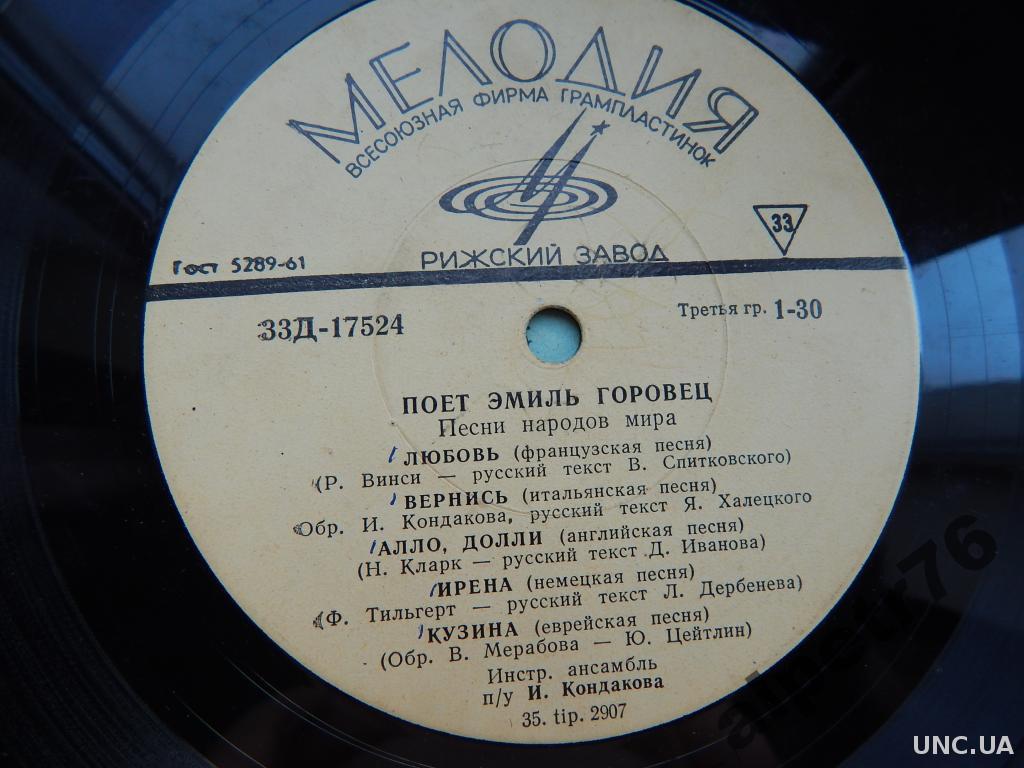 МЕЛОДИЯ
ВСЕСОЮЗНАЯ ФИРМА ГРАМПЛАСТИНОК
РИЖСКИЙ ЗАВОД
33
Гост 5289-61
33Д-17524
Третья гр. 1-30
ПОЕТ ЭМИЛЬ ГОРОВЕЦ
Песни народов мира
ЛЮБОВЬ (французская песня)
(Р. Винси — русский текст В. Спитковского)
ВЕРНИСЬ (итальянская песня)
Обр. И. Кондакова, русский текст Я. Халецкого
АЛЛО, ДОЛЛИ (английская песня)
(Н. Кларк — русский текст Д. Иванова)
ИРЕНА (немецкая песня)
(Ф. Тильгерт — русский текст Л. Дербенева)
КУЗИНА (еврейская песня)
(Обр. В. Мерабова — Ю. Цейтлин)
Инстр. ансамбль
п/у И. Кондакова
35. tip. 2907
alpetr76
UNC.UA